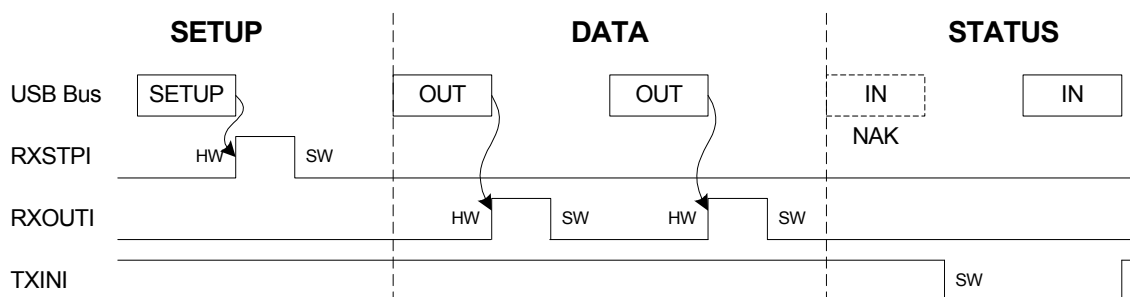 SETUP DATA STATUS
USB Bus SETUP OUT OUT IN IN
NAK
RXSTPI HW SW
RXOUTI HW SW HW SW
TXINI SW